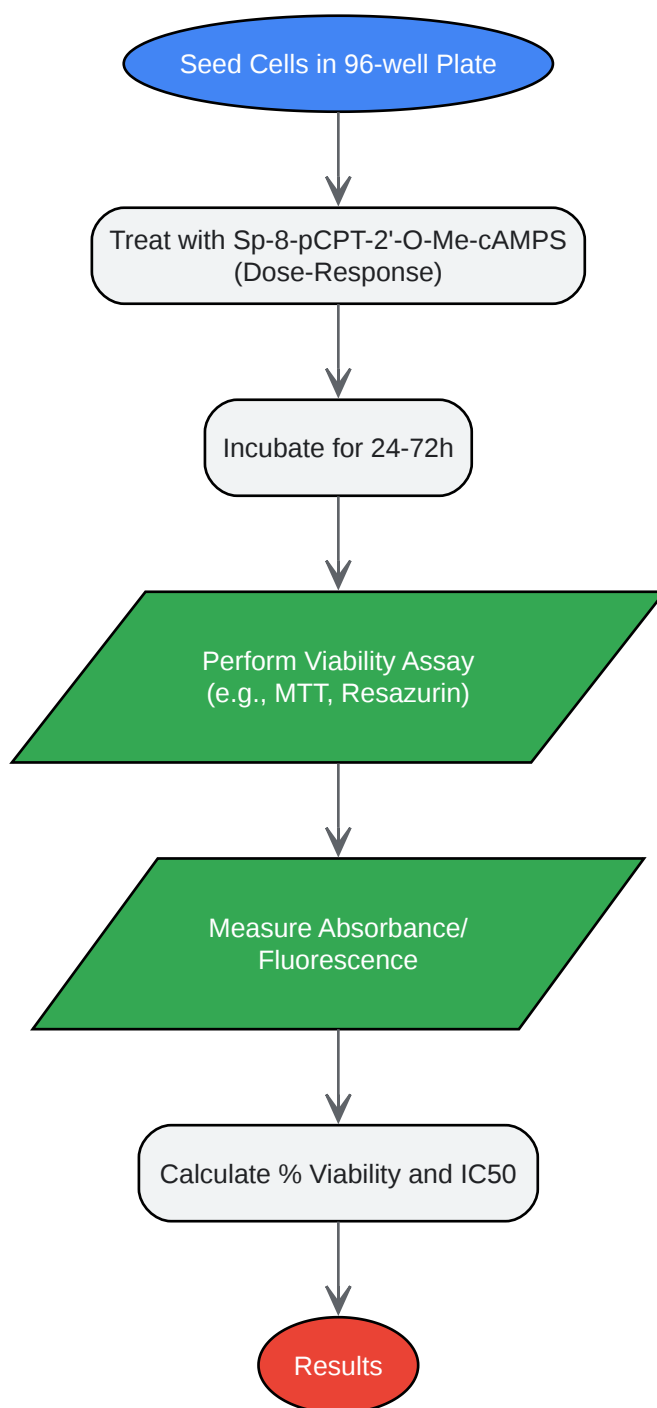 Seed Cells in 96-well Plate
Treat with Sp-8-pCPT-2'-O-Me-cAMPS
(Dose-Response)
Incubate for 24-72h
Perform Viability Assay
(e.g., MTT, Resazurin)
Measure Absorbance/
Fluorescence
Calculate % Viability and IC50
Results